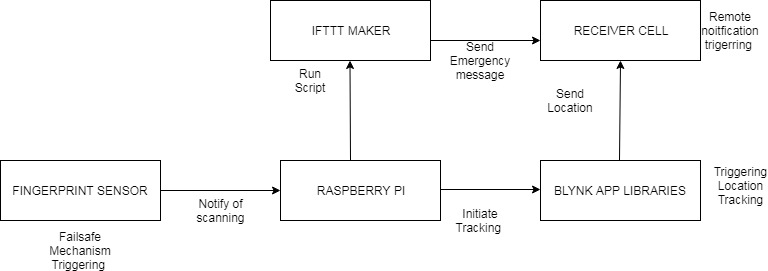 IFTTT MAKER
Send
Emergency
message
RECEIVER CELL
Remote
noitfication
trigerring
Run
Script
Send
Location
FINGERPRINT SENSOR
Notify of
scanning
RASPBERRY PI
Initiate
Tracking
BLYNK APP LIBRARIES
Triggering
Location
Tracking
Failsafe
Mechanism
Triggering